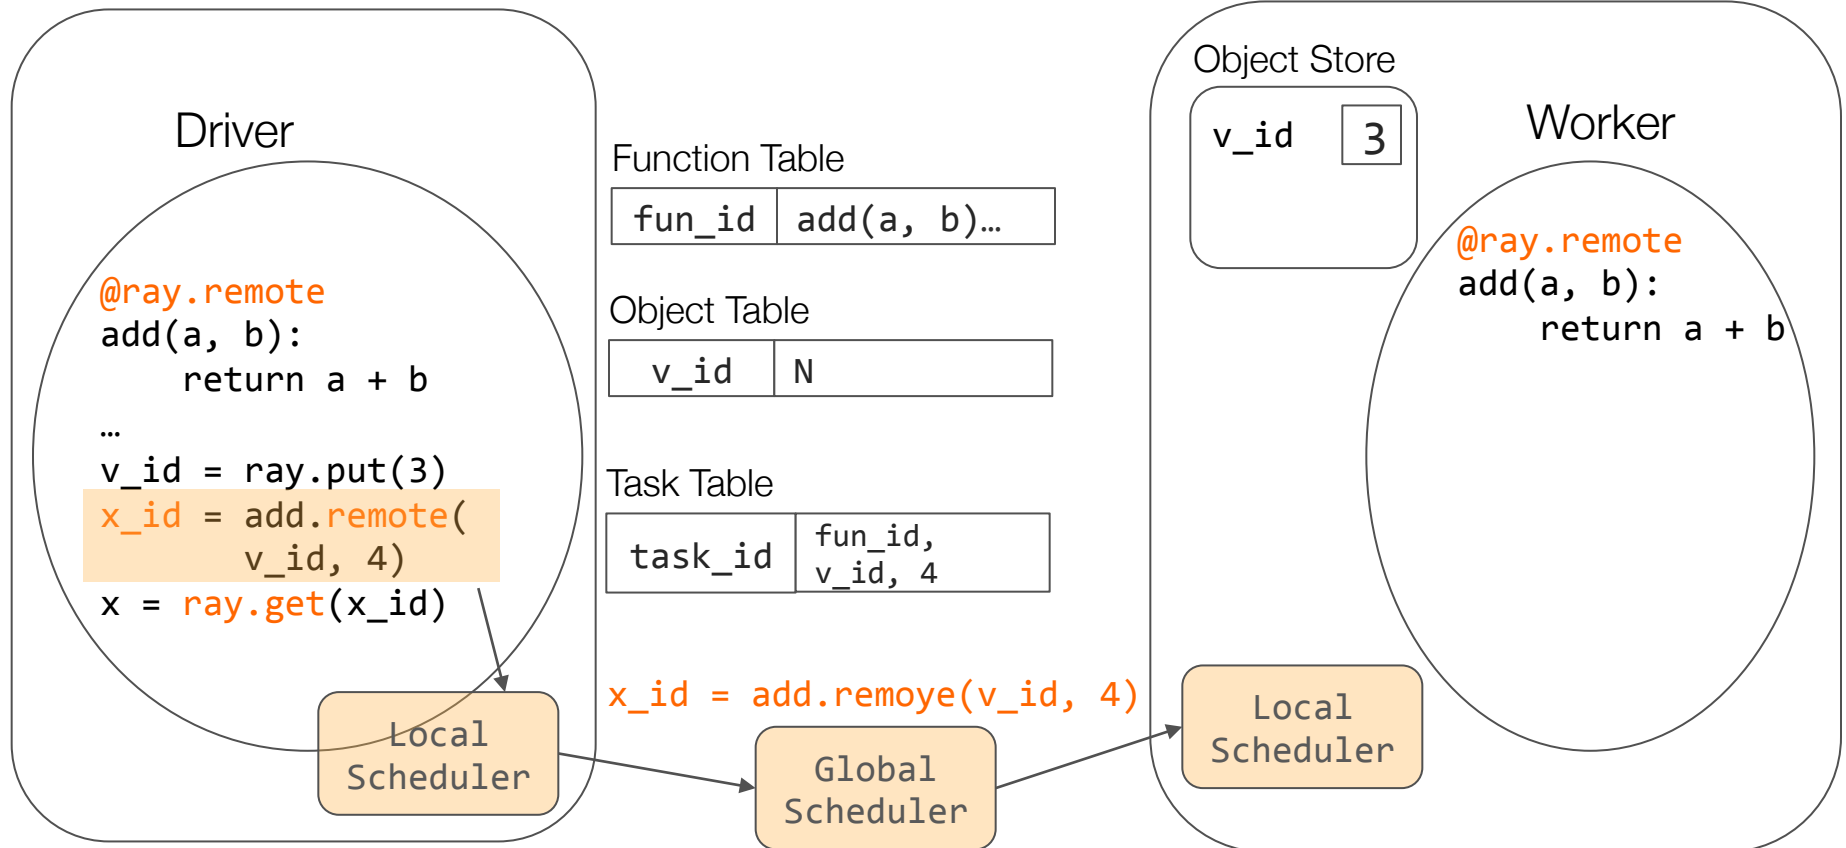 Driver
@ray.remote
add(a, b):
    return a + b
…
v_id = ray.put(3)
x_id = add.remote(
       v_id, 4)
x = ray.get(x_id)
Local
Scheduler
Function Table
fun_id add(a, b)…
Object Table
v_id N
Task Table
task_id
fun_id,
v_id, 4
x_id = add.remoye(v_id, 4)
Global
Scheduler
Object Store
v_id 3
Worker
@ray.remote
add(a, b):
    return a + b
Local
Scheduler